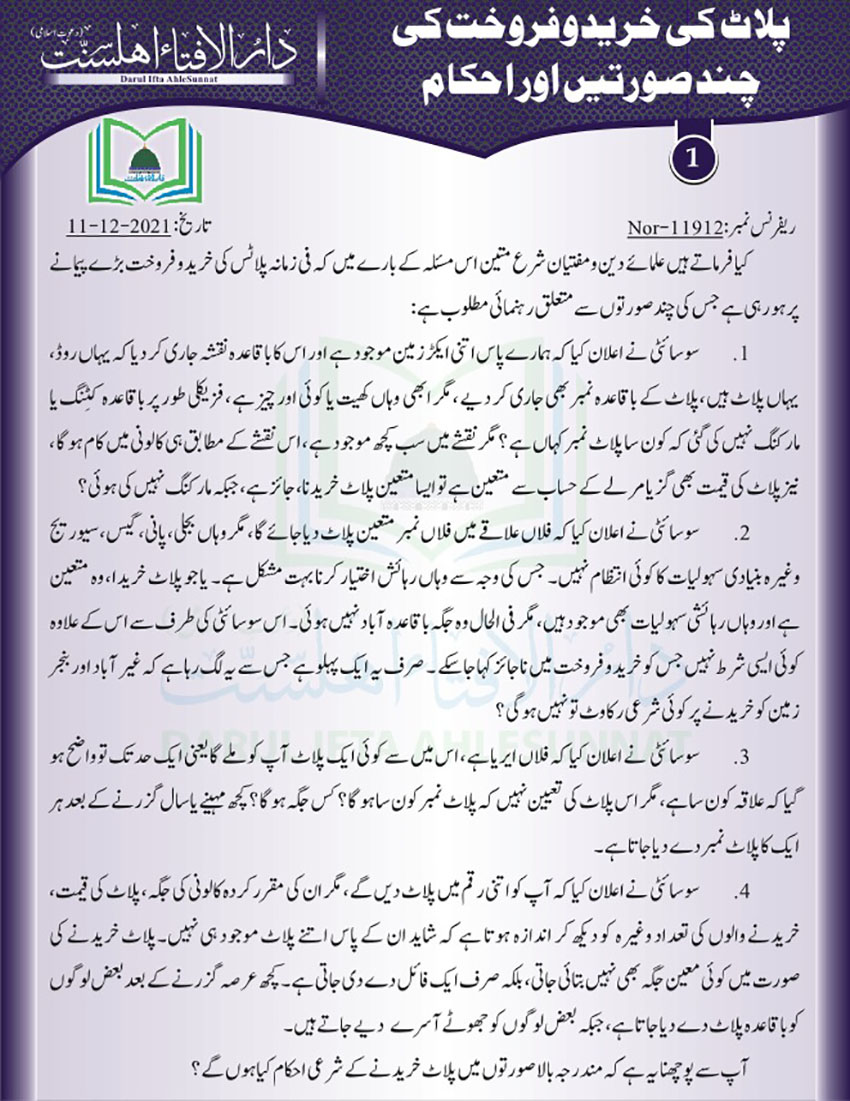 پلاٹ کی خرید و فروخت کی
چند صورتیں اور احکام
دارُالافتاء اَھلسنّت
(دعوتِ اسلامی)
Darul Ifta AhleSunnat
1
ریفرنس نمبر: Nor-11912
تاریخ: 11-12-2021
کیا فرماتے ہیں علمائے دین و مفتیان شرع متین اس مسئلہ کے بارے میں کہ فی زمانہ پلاٹس کی خرید و فروخت بڑے پیمانے
پر ہو رہی ہے جس کی چند صورتوں سے متعلق رہنمائی مطلوب ہے:
1. سوسائٹی نے اعلان کیا کہ ہمارے پاس اتنی ایکڑ زمین موجود ہے اور اس کا باقاعدہ نقشہ جاری کر دیا کہ یہاں روڈ،
یہاں پلاٹ ہیں، پلاٹ کے باقاعدہ نمبر بھی جاری کر دیے، مگر ابھی وہاں کھیت یا کوئی اور چیز ہے، فزیکلی طور پر باقاعدہ کٹِنگ یا
مارکنگ نہیں کی گئی کہ کون سا پلاٹ نمبر کہاں ہے؟ مگر نقشے میں سب کچھ موجود ہے، اس نقشے کے مطابق ہی کالونی میں کام ہو گا،
نیز پلاٹ کی قیمت بھی گز یا مرلے کے حساب سے متعین ہے تو ایسا متعین پلاٹ خریدنا، جائز ہے، جبکہ مارکنگ نہیں کی ہوئی؟
2. سوسائٹی نے اعلان کیا کہ فلاں علاقے میں فلاں نمبر متعین پلاٹ دیا جائے گا، مگر وہاں بجلی، پانی، گیس، سیوریج
وغیرہ بنیادی سہولیات کا کوئی انتظام نہیں۔ جس کی وجہ سے وہاں رہائش اختیار کرنا بہت مشکل ہے۔ یا جو پلاٹ خریدا، وہ متعین
ہے اور وہاں رہائشی سہولیات بھی موجود ہیں، مگر فی الحال وہ جگہ باقاعدہ آباد نہیں ہوئی۔ اس سوسائٹی کی طرف سے اس کے علاوہ
کوئی ایسی شرط نہیں جس کو خرید و فروخت میں ناجائز کہا جا سکے۔ صرف یہ ایک پہلو ہے جس سے یہ لگ رہا ہے کہ غیر آباد اور بنجر
زمین کو خریدنے پر کوئی شرعی رکاوٹ تو نہیں ہو گی؟
3. سوسائٹی نے اعلان کیا کہ فلاں ایریا ہے، اس میں سے کوئی ایک پلاٹ آپ کو ملے گا یعنی ایک حد تک تو واضح ہو
گیا کہ علاقہ کون سا ہے، مگر اس پلاٹ کی تعیین نہیں کہ پلاٹ نمبر کون سا ہو گا؟ کس جگہ ہو گا؟ کچھ مہینے یا سال گزرنے کے بعد ہر
ایک کا پلاٹ نمبر دے دیا جاتا ہے۔
4. سوسائٹی نے اعلان کیا کہ آپ کو اتنی رقم میں پلاٹ دیں گے، مگر ان کی مقرر کردہ کالونی کی جگہ، پلاٹ کی قیمت،
خریدنے والوں کی تعداد وغیرہ کو دیکھ کر اندازہ ہوتا ہے کہ شاید ان کے پاس اتنے پلاٹ موجود ہی نہیں۔ پلاٹ خریدنے کی
صورت میں کوئی معین جگہ بھی نہیں بتائی جاتی، بلکہ صرف ایک فائل دے دی جاتی ہے۔ کچھ عرصہ گزرنے کے بعد بعض لوگوں
کو باقاعدہ پلاٹ دے دیا جاتا ہے، جبکہ بعض لوگوں کو جھوٹے آسرے دیے جاتے ہیں۔
آپ سے پوچھنا یہ ہے کہ مندرجہ بالا صورتوں میں پلاٹ خریدنے کے شرعی احکام کیا ہوں گے؟
دارُالافتاء اَھلسنّت
DARUL IFTA AHLESUNNAT